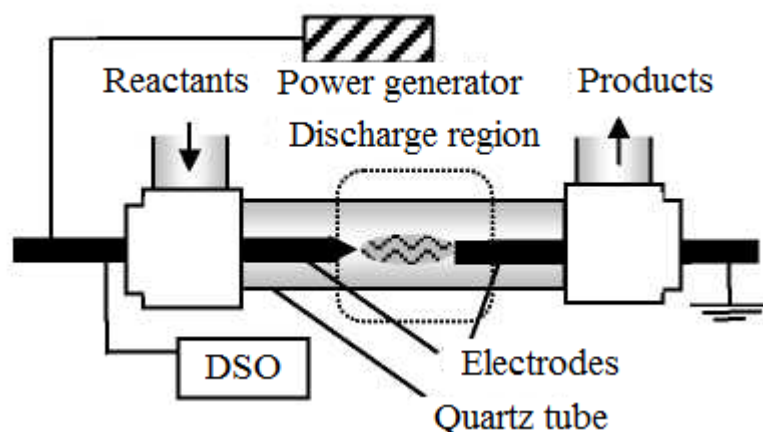 Reactants
Power generator
Products
Discharge region
DSO
Electrodes
Quartz tube